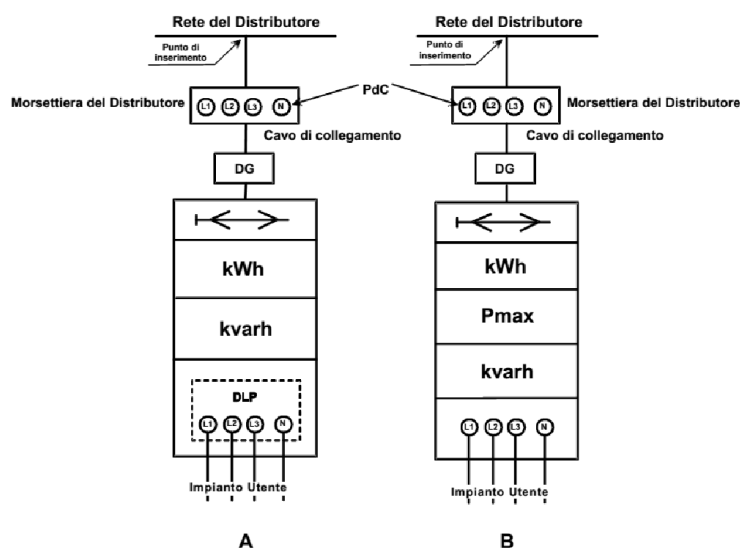 Rete del Distributore
Punto di
inserimento
L1 L2 L3 N
Morsettiera del Distributore
Cavo di collegamento
DG
kWh
kvarh
DLP
L1 L2 L3 N
Impianto Utente
A
PdC
Rete del Distributore
Punto di
inserimento
L1 L2 L3 N
Morsettiera del Distributore
Cavo di collegamento
DG
kWh
Pmax
kvarh
L1 L2 L3 N
Impianto Utente
B